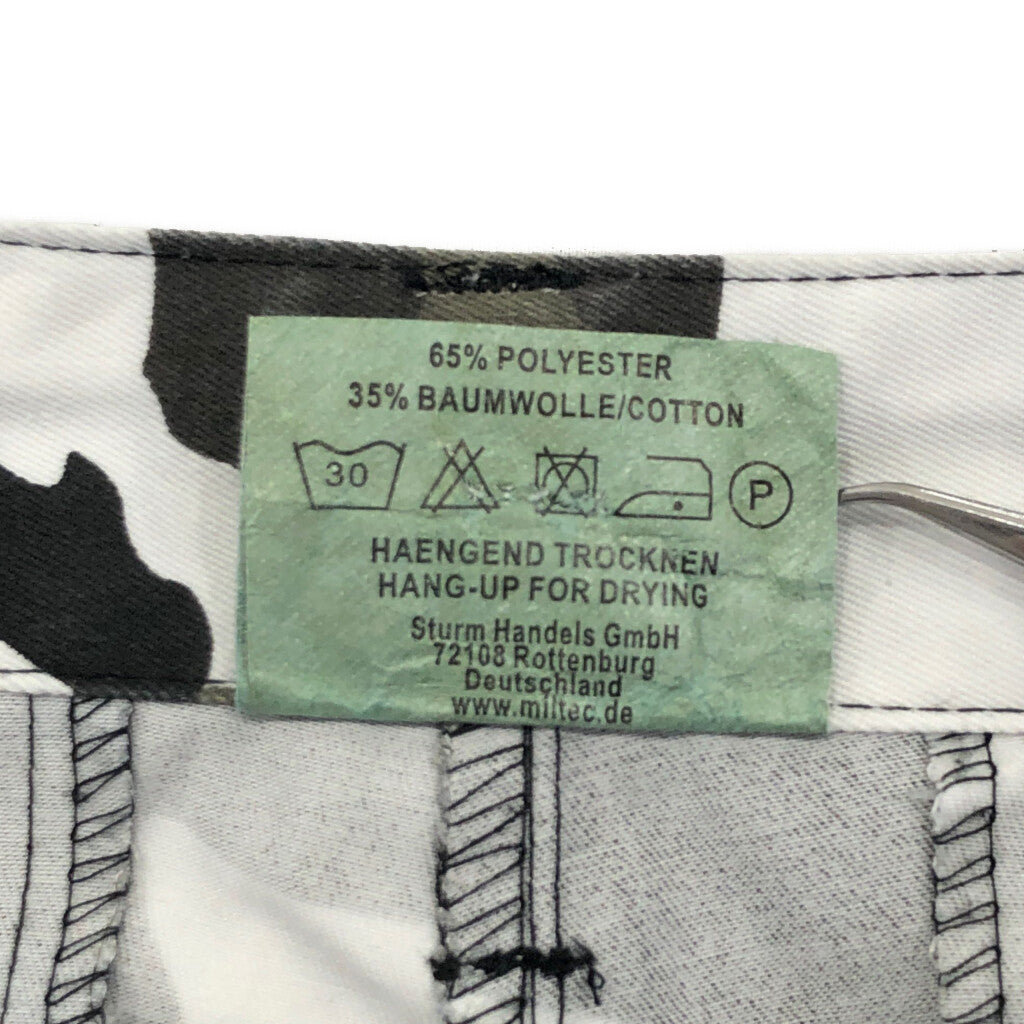 65% POLYESTER
35% BAUMWOLLE/COTTON
30 P
HAENGEND TROCKNEN
HANG-UP FOR DRYING
Sturm Handels GmbH
72108 Rottenburg
Deutschland
www.miltec.de